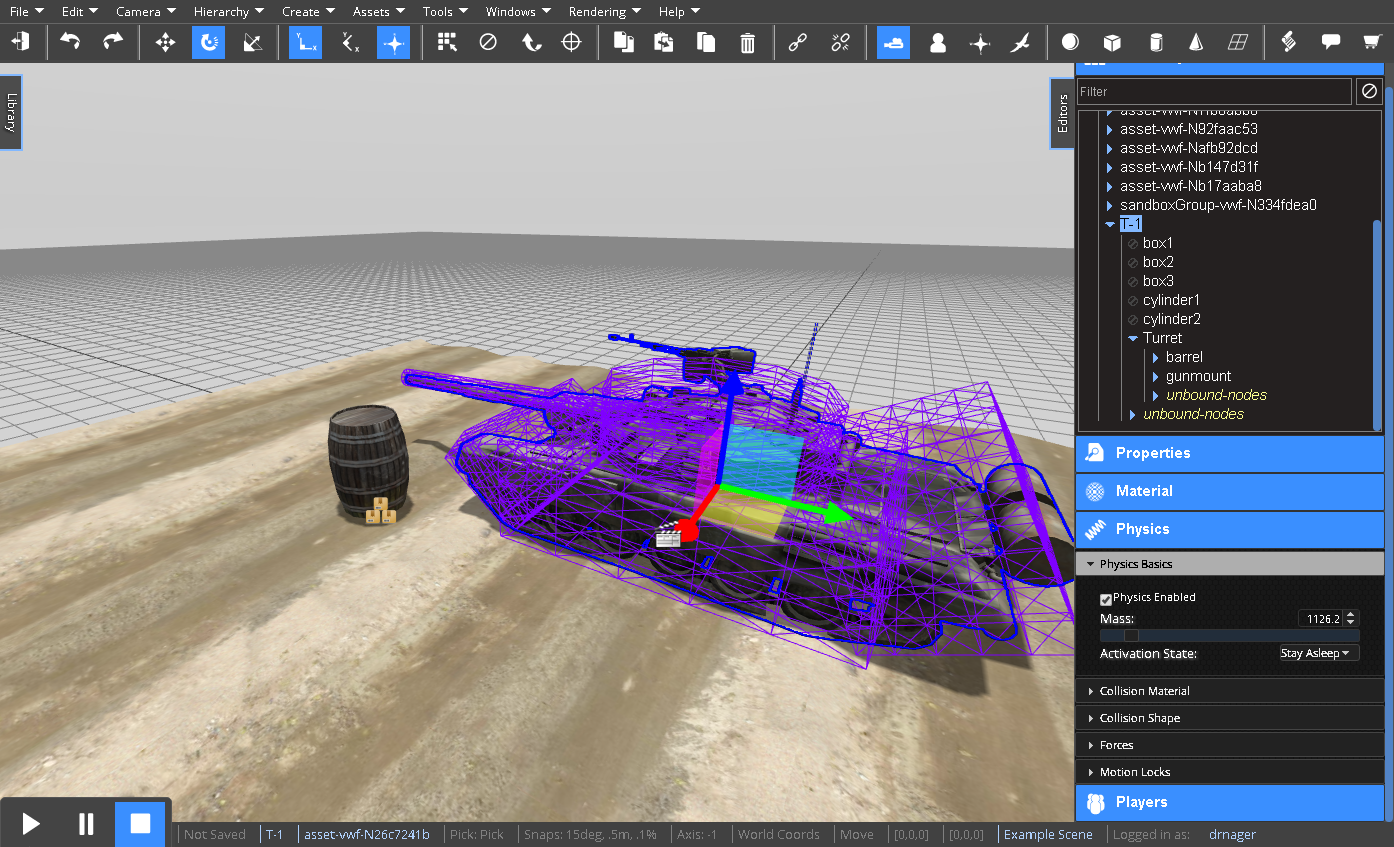 File Edit Camera Hierarchy Create Assets Tools Windows Rendering Help
Library
Editors
Filter
asset-vwf-N92faac53
asset-vwf-Nafb92dcd
asset-vwf-Nb147d31f
asset-vwf-Nb17aaba8
sandboxGroup-vwf-N334fdea0
T-1
box1
box2
box3
cylinder1
cylinder2
Turret
barrel
gunmount
unbound-nodes
unbound-nodes
Properties
Material
Physics
Physics Basics
Physics Enabled
Mass: 1126.2
Activation State: Stay Asleep
Collision Material
Collision Shape
Forces
Motion Locks
Players
Not Saved T-1 asset-vwf-N26c7241b Pick: Pick Snaps: 15deg, .5m, .1% Axis: -1 World Coords Move [0,0,0] [0,0,0] Example Scene Logged in as: drnager